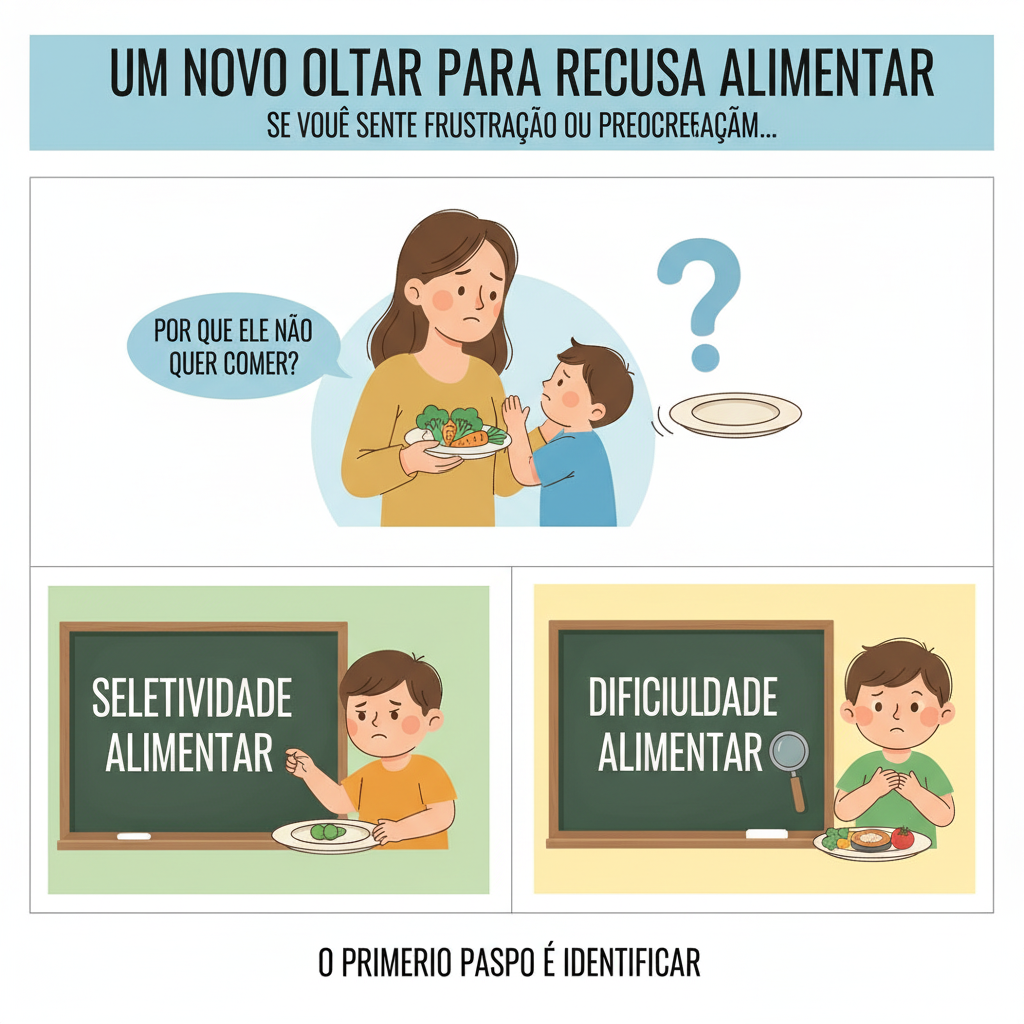 UM NOVO OLTAR PARA RECUSA ALIMENTAR
SE VOUÊ SENTE FRUSTRAÇÃO OU
POR QUE ELE NÃO
QUER COMER?
SELETIVIDADE
ALIMENTAR
DIFICIULDADE
ALIMENTAR
O PRIMERIO PASPO É IDENTIFICAR